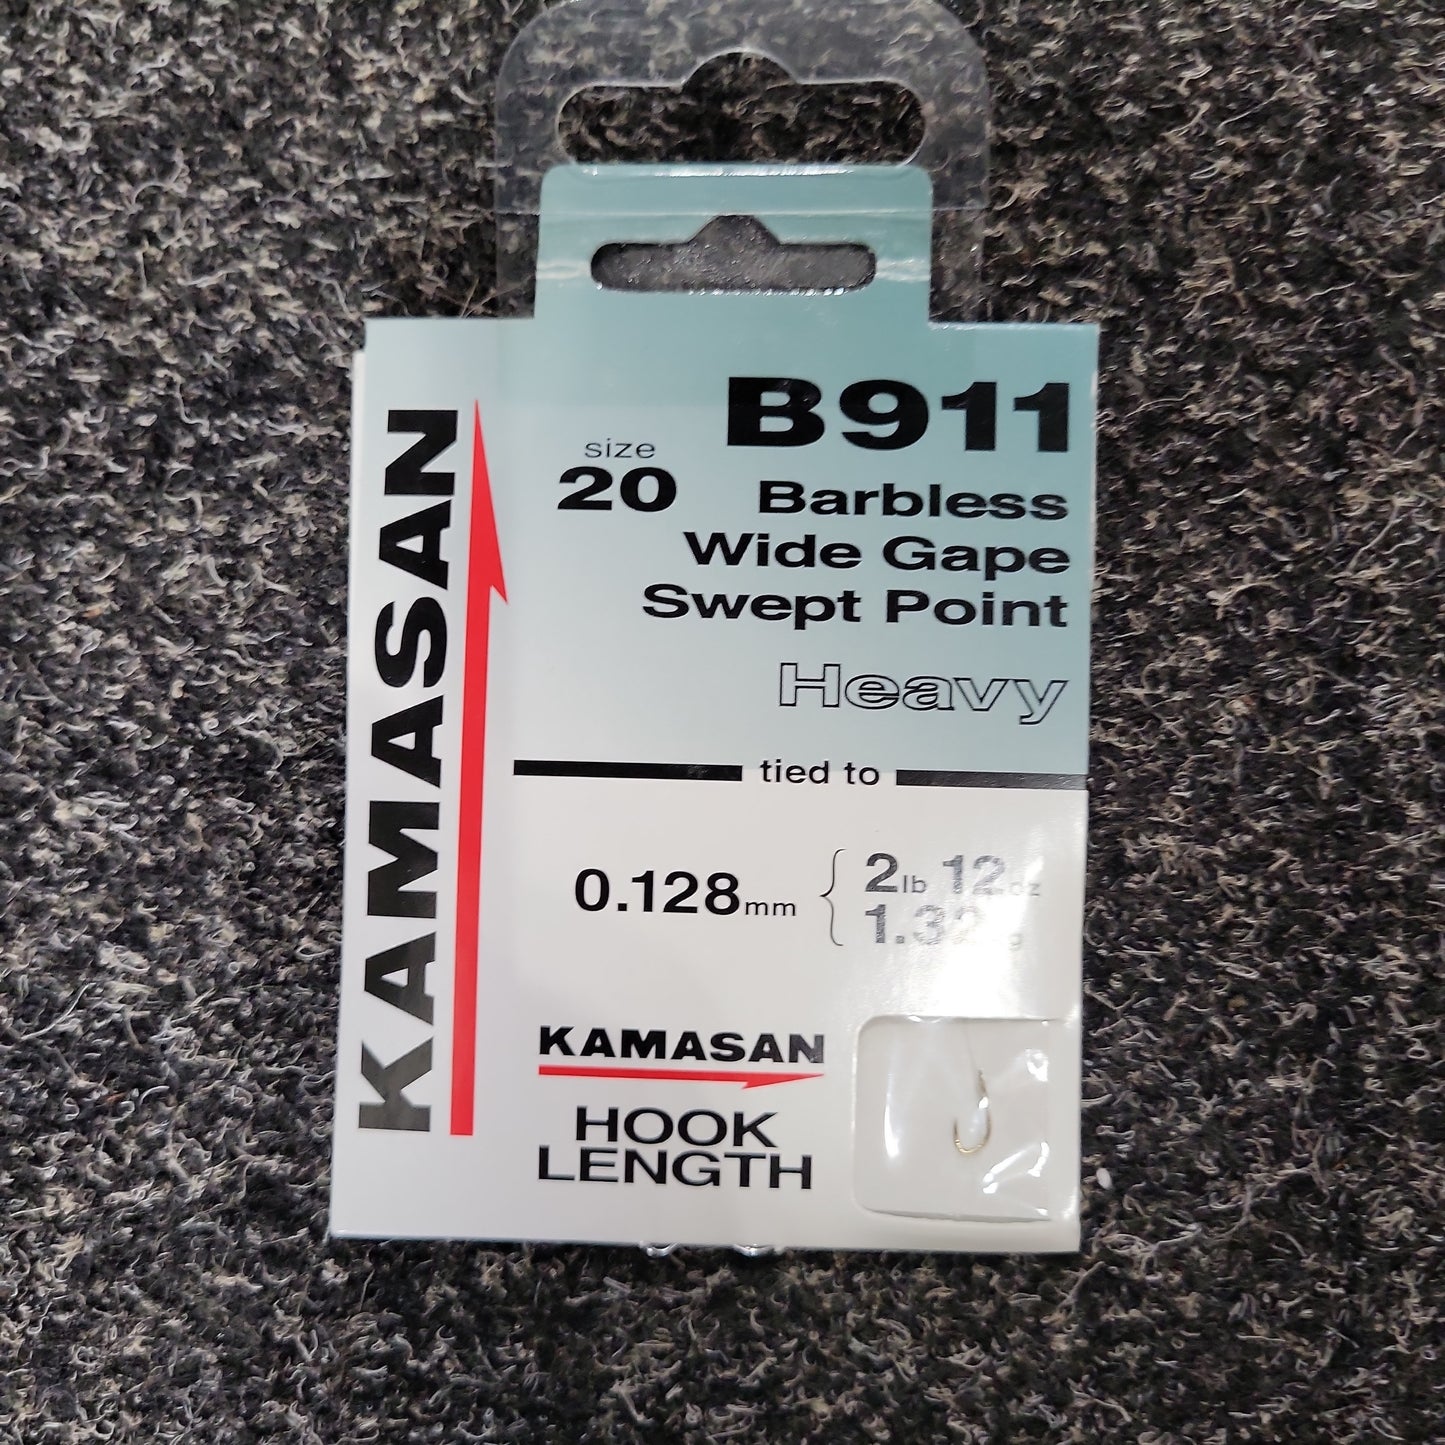 KAMASAN
B911
size
20
Barbless
Wide Gape
Swept Point
Heavy
tied to
0.128mm
2lb 12oz
KAMASAN
HOOK
LENGTH